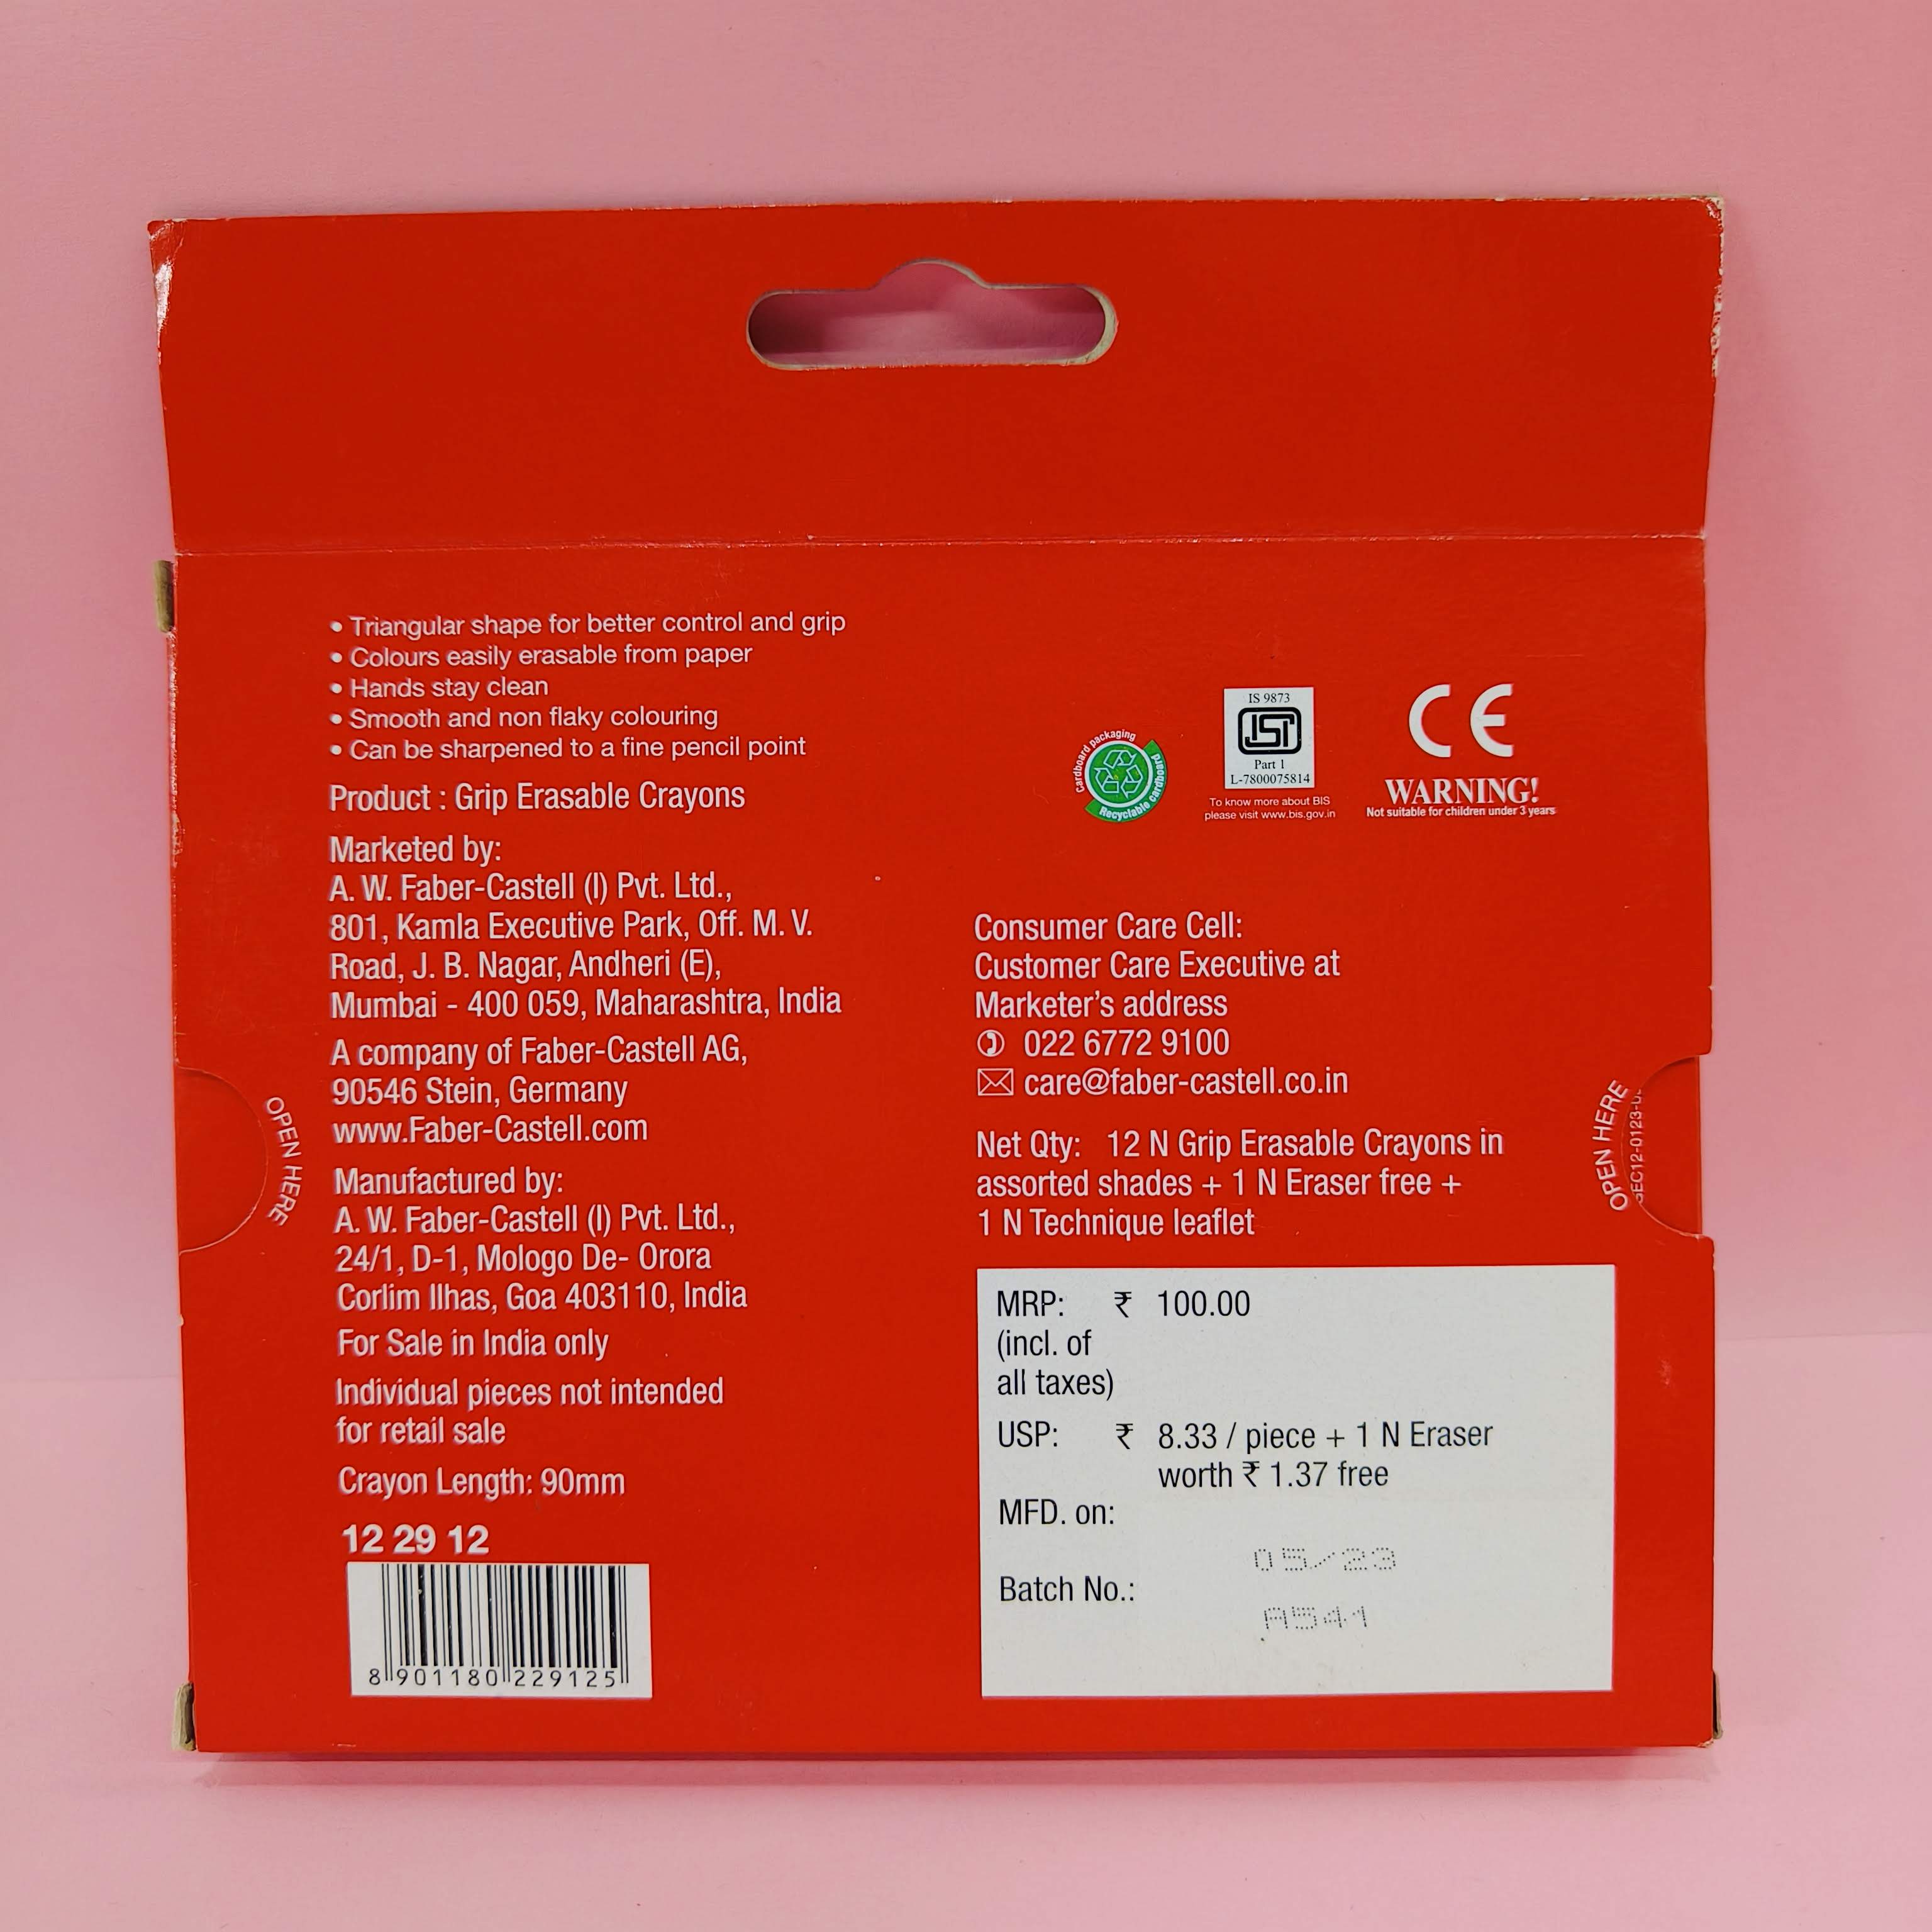 • Triangular shape for better control and grip
• Colours easily erasable from paper
• Hands stay clean
• Smooth and non flaky colouring
• Can be sharpened to a fine pencil point
Product : Grip Erasable Crayons
Marketed by:
A. W. Faber-Castell (I) Pvt. Ltd.,
801, Kamla Executive Park, Off. M. V.
Road, J. B. Nagar, Andheri (E),
Mumbai - 400 059, Maharashtra, India
A company of Faber-Castell AG,
90546 Stein, Germany
www.Faber-Castell.com
Manufactured by:
A. W. Faber-Castell (I) Pvt. Ltd.,
24/1, D-1, Mologo De- Orora
Corlim Ilhas, Goa 403110, India
For Sale in India only
Individual pieces not intended
for retail sale
Crayon Length: 90mm
12 29 12
8 901180 229125
OPEN HERE
Cardboard packaging
Recyclable cardboard
IS 9873
ISI
Part 1
L-7800075814
To know more about BIS
please visit www.bis.gov.in
CE
WARNING!
Not suitable for children under 3 years
Consumer Care Cell:
Customer Care Executive at
Marketer's address
022 6772 9100
care@faber-castell.co.in
Net Qty: 12 N Grip Erasable Crayons in
assorted shades + 1 N Eraser free +
1 N Technique leaflet
MRP: ₹ 100.00
(incl. of
all taxes)
USP: ₹ 8.33 / piece + 1 N Eraser
worth ₹ 1.37 free
MFD. on:
05/23
Batch No.:
A541
OPEN HERE